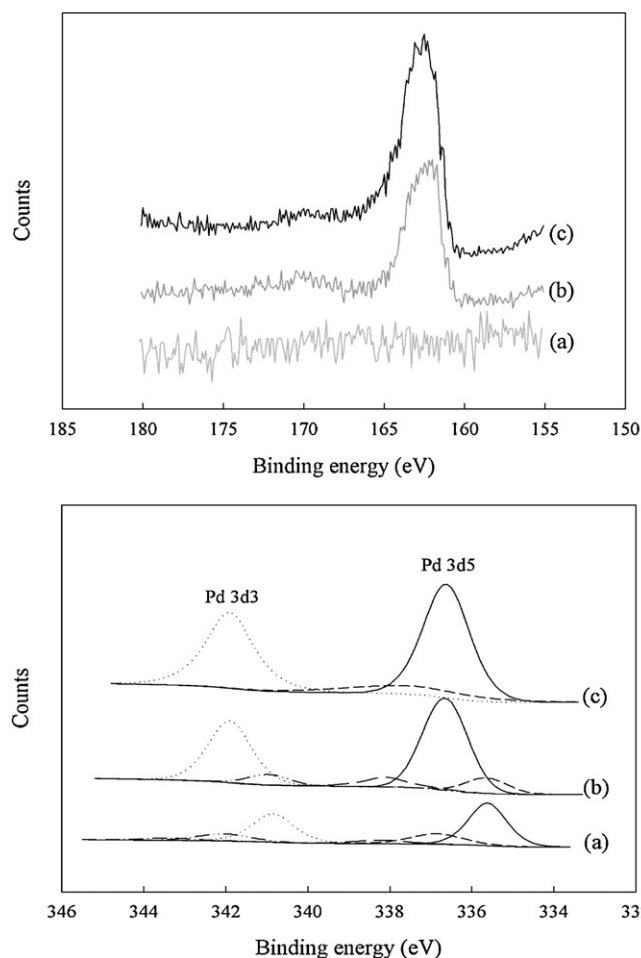 Counts
(c)
(b)
(a)
185 180 175 170 165 160 155 150
Binding energy (eV)
Pd 3d5
Pd 3d3
Counts
(c)
(b)
(a)
346 344 342 340 338 336 334 33
Binding energy (eV)